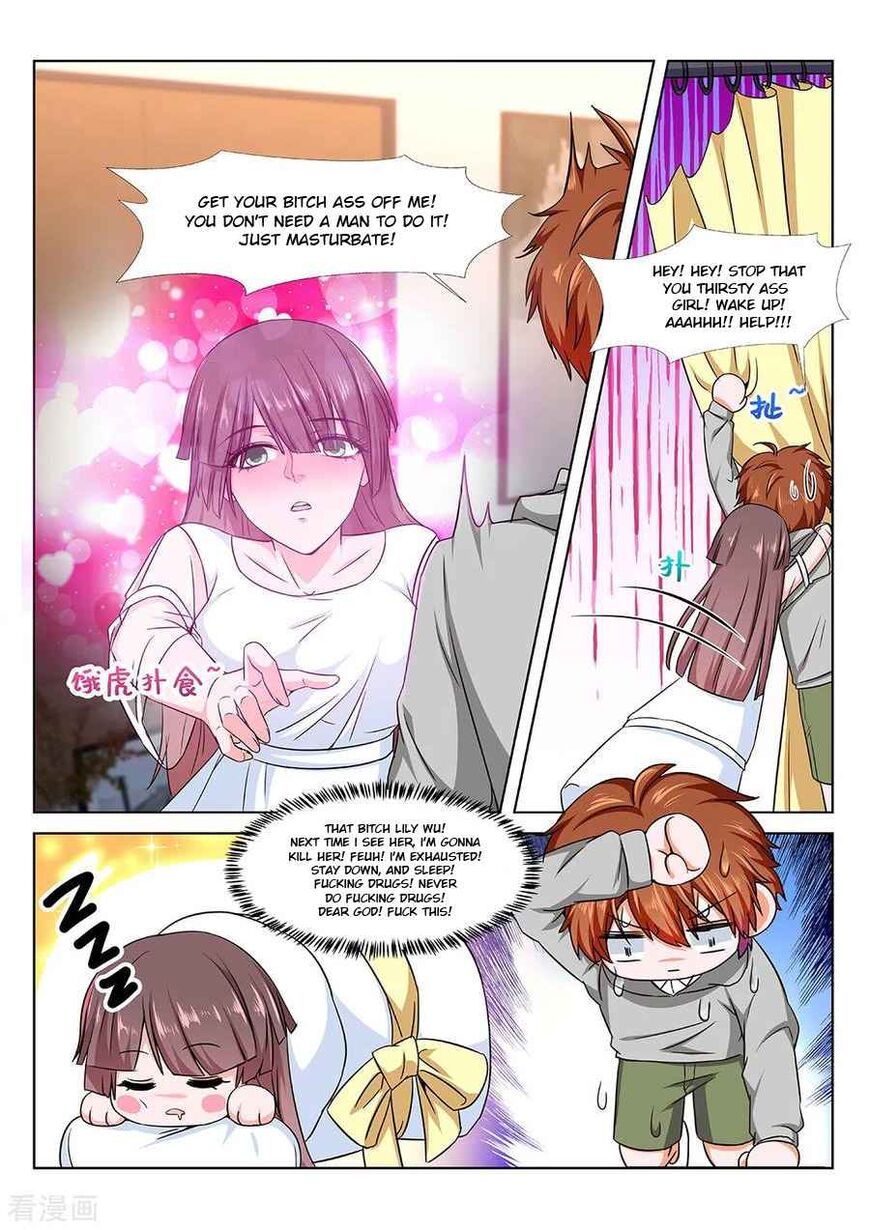 GET YOUR BITCH ASS OFF ME!
YOU DON'T NEED A MAN TO DO IT!
JUST MASTURBATE!
饿虎扑食~
HEY! HEY! STOP THAT
YOU THIRSTY ASS
GIRL! WAKE UP!
AAAHHH!! HELP!!!
扯~
扑
THAT BITCH LILY WU!
NEXT TIME I SEE HER, I'M GONNA
KILL HER! FEUH! I'M EXHAUSTED!
STAY DOWN, AND SLEEP!
FUCKING DRUGS! NEVER
DO FUCKING DRUGS!
DEAR GOD! FUCK THIS!
ZZZZ
看漫画